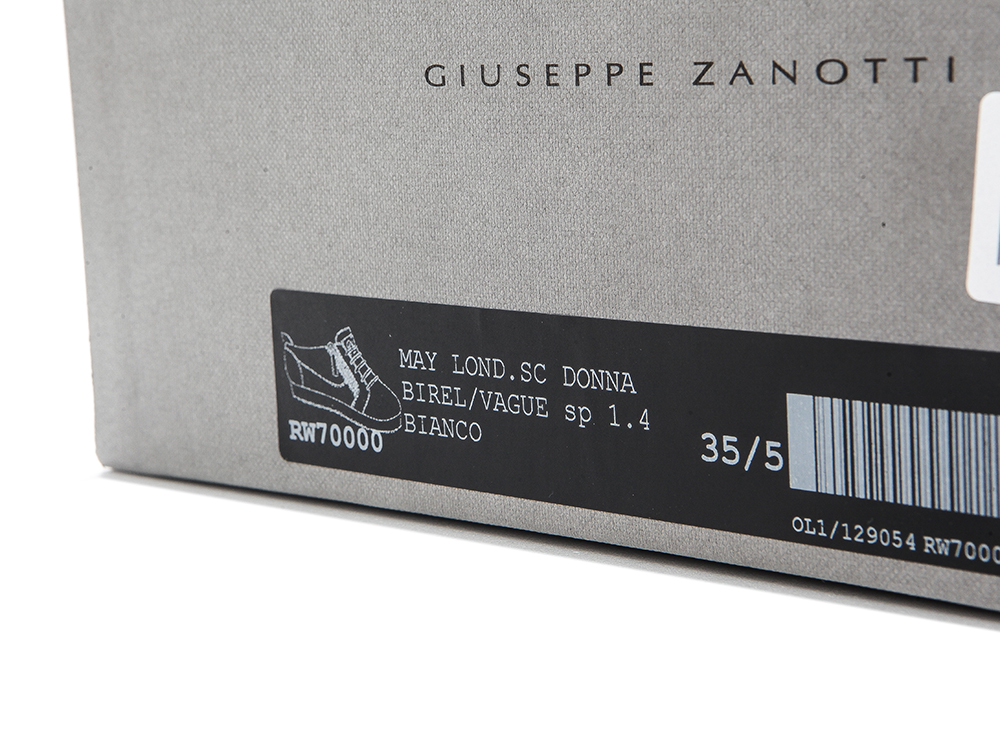 GIUSEPPE ZANOTTI
MAY LOND.SC DONNA
BIREL/VAGUE sp 1.4
BIANCO
RW70000
35/5
OL1/129054 RW7000